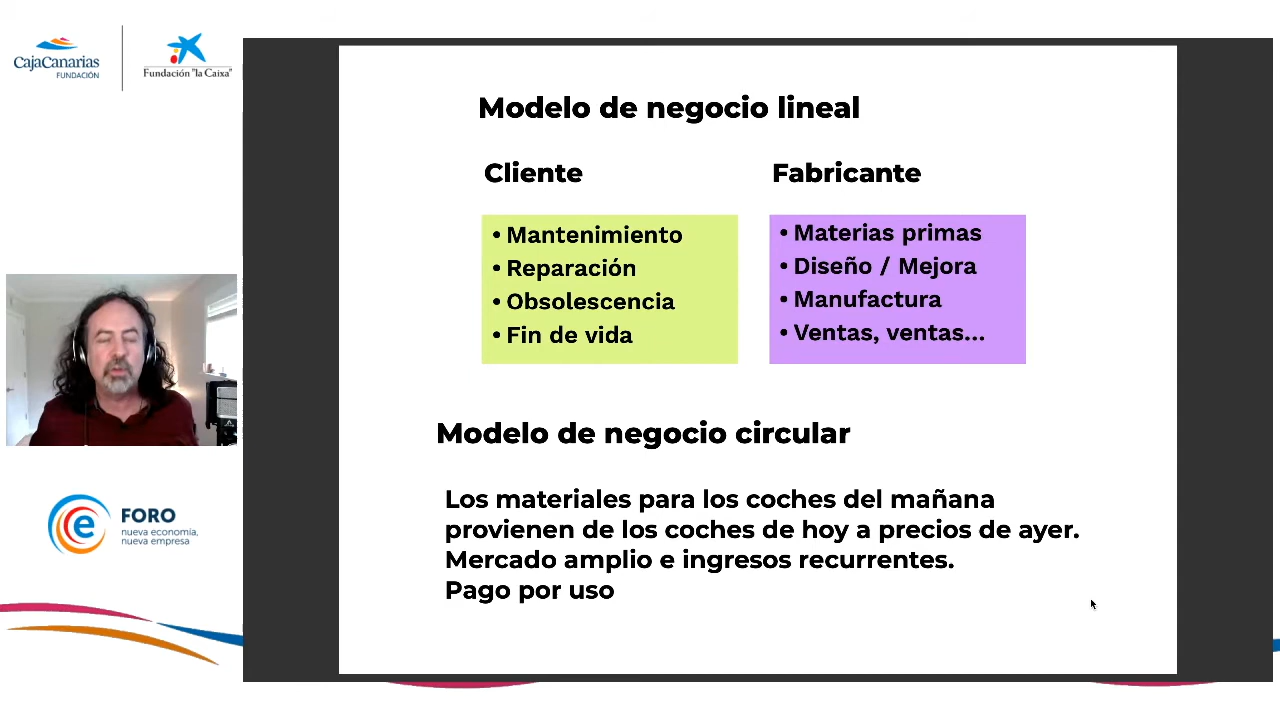 CajaCanarias
FUNDACIÓN
Fundación "la Caixa"
Modelo de negocio lineal
Cliente
• Mantenimiento
• Reparación
• Obsolescencia
• Fin de vida
Fabricante
• Materias primas
• Diseño / Mejora
• Manufactura
• Ventas, ventas...
Modelo de negocio circular
Los materiales para los coches del mañana
provienen de los coches de hoy a precios de ayer.
Mercado amplio e ingresos recurrentes.
Pago por uso
e
FORO
nueva economía,
nueva empresa